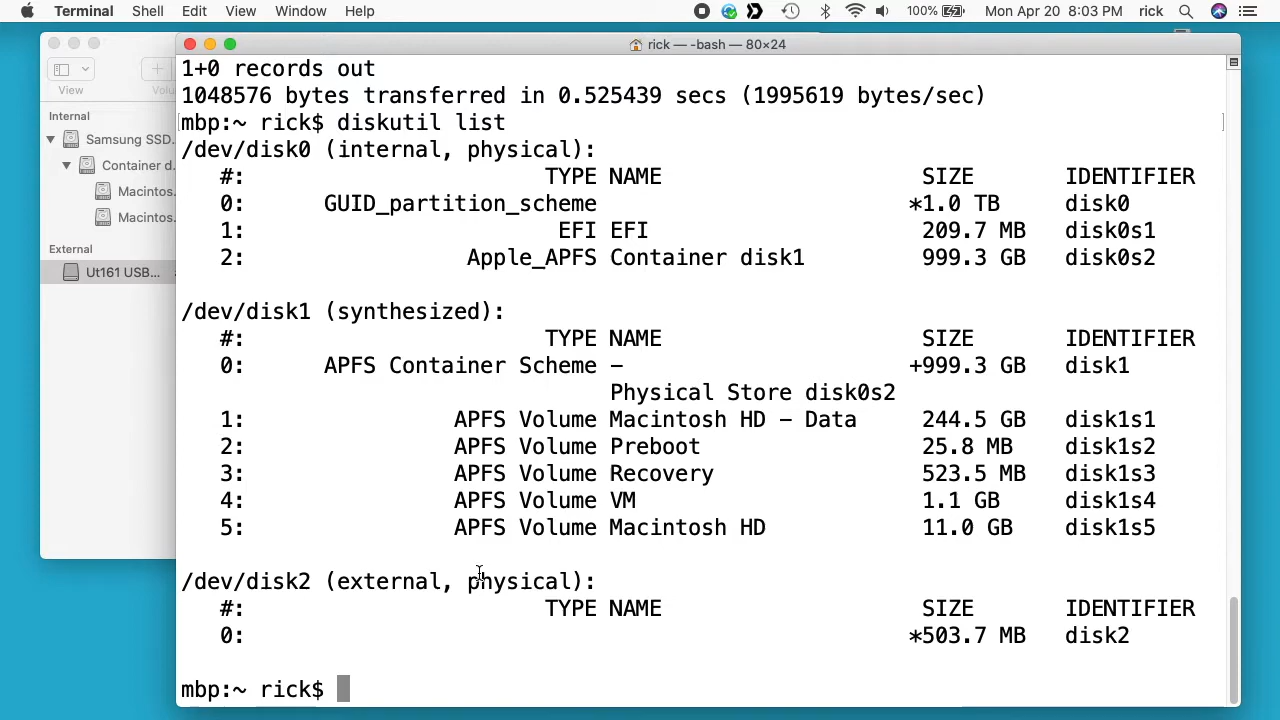 Terminal Shell Edit View Window Help 100% Mon Apr 20 8:03 PM rick
rick — -bash — 80×24
View
Volu
Internal
Samsung SSD.
Container d.
Macintos.
Macintos.
External
Ut161 USB...
1+0 records out
1048576 bytes transferred in 0.525439 secs (1995619 bytes/sec)
mbp:~ rick$ diskutil list
/dev/disk0 (internal, physical):
#: TYPE NAME SIZE IDENTIFIER
0: GUID_partition_scheme *1.0 TB disk0
1: EFI EFI 209.7 MB disk0s1
2: Apple_APFS Container disk1 999.3 GB disk0s2
/dev/disk1 (synthesized):
#: TYPE NAME SIZE IDENTIFIER
0: APFS Container Scheme - +999.3 GB disk1
Physical Store disk0s2
1: APFS Volume Macintosh HD - Data 244.5 GB disk1s1
2: APFS Volume Preboot 25.8 MB disk1s2
3: APFS Volume Recovery 523.5 MB disk1s3
4: APFS Volume VM 1.1 GB disk1s4
5: APFS Volume Macintosh HD 11.0 GB disk1s5
/dev/disk2 (external, physical):
#: TYPE NAME SIZE IDENTIFIER
0: *503.7 MB disk2
mbp:~ rick$